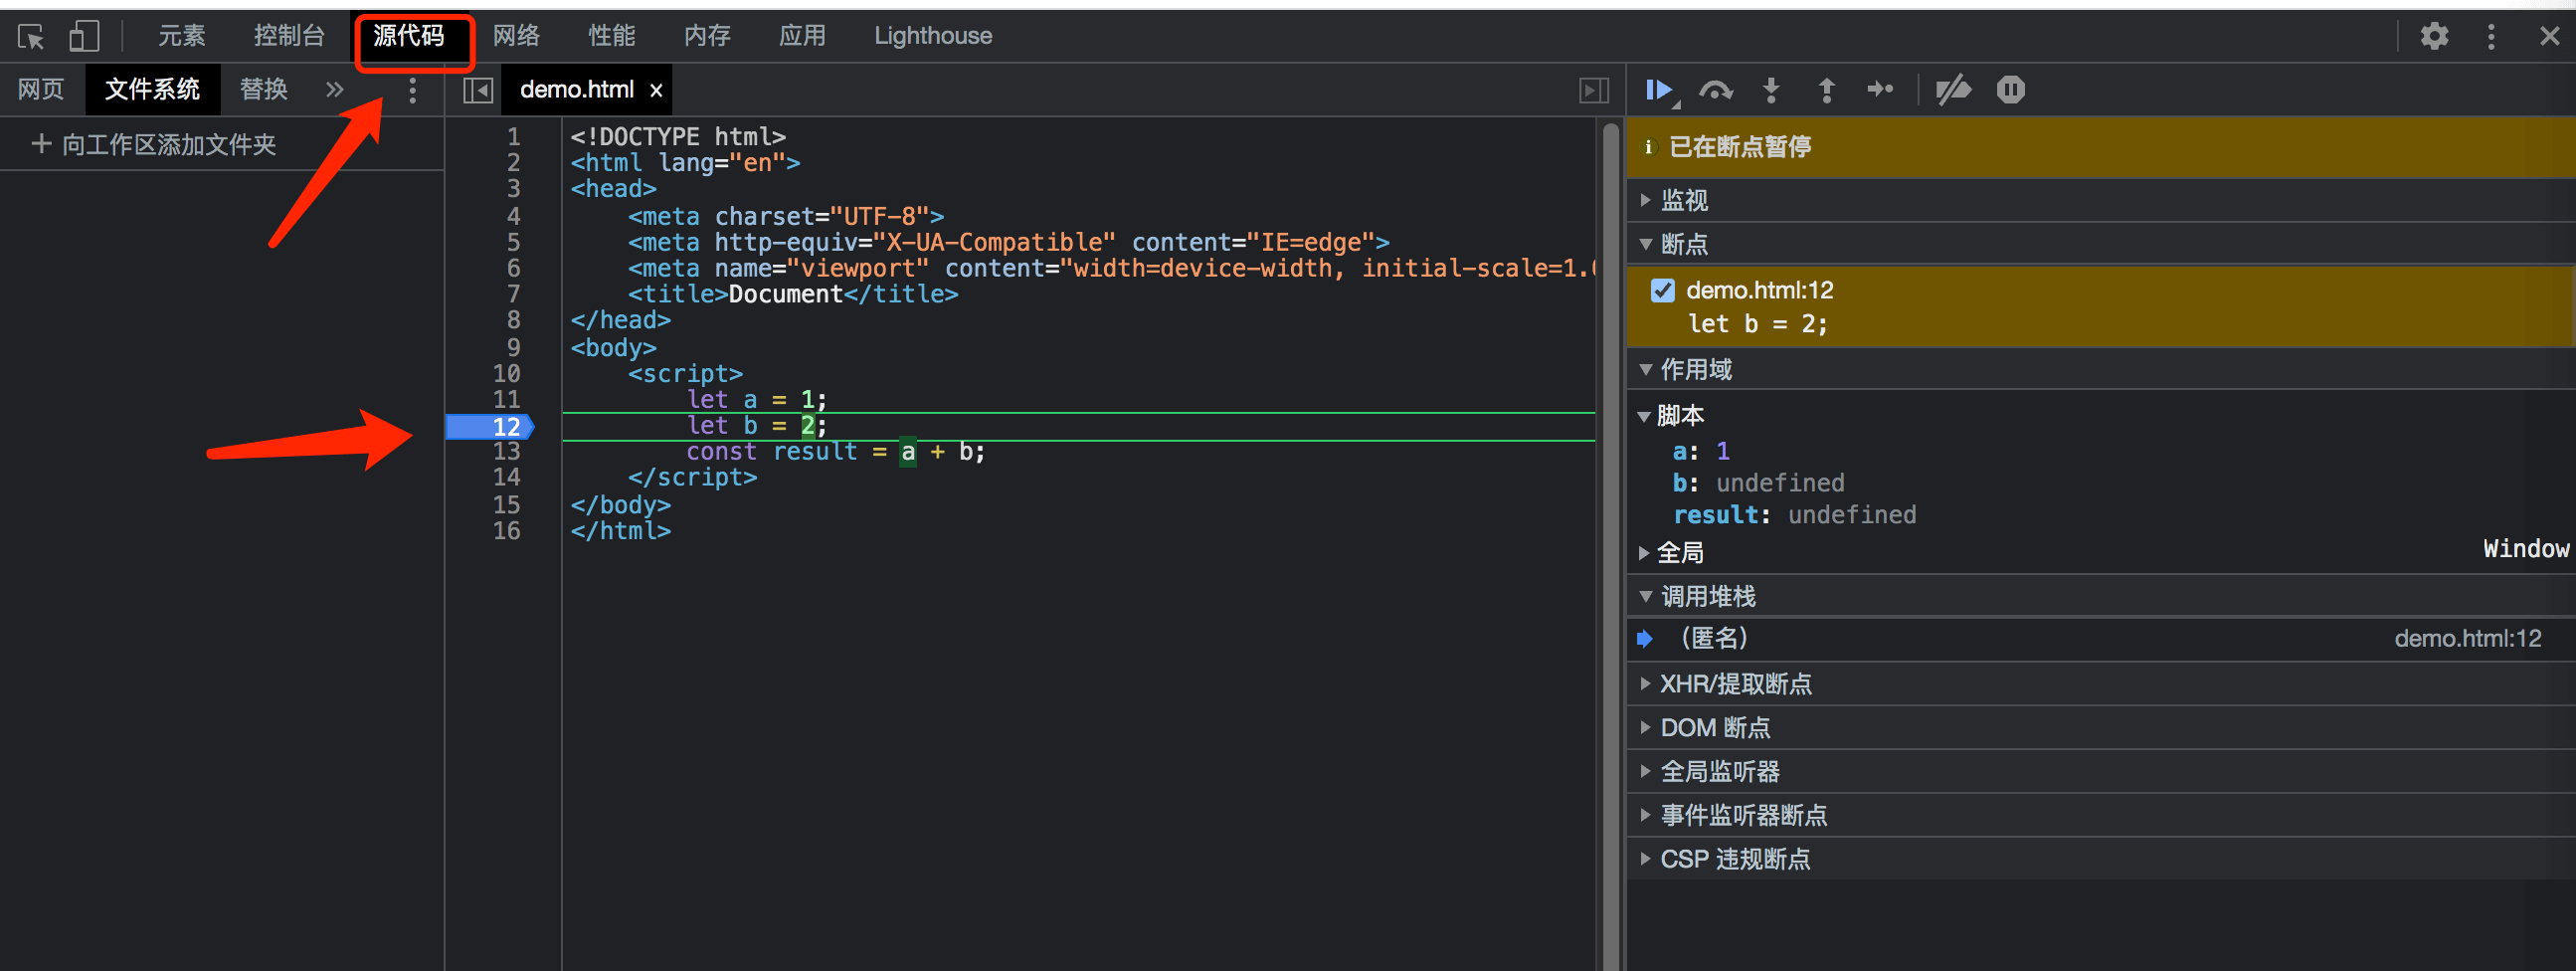 元素 控制台 源代码 网络 性能 内存 应用 Lighthouse
网页 文件系统 替换 »
+ 向工作区添加文件夹
demo.html ×
1 <!DOCTYPE html>
2 <html lang="en">
3 <head>
4 <meta charset="UTF-8">
5 <meta http-equiv="X-UA-Compatible" content="IE=edge">
6 <meta name="viewport" content="width=device-width, initial-scale=1.0
7 <title>Document</title>
8 </head>
9 <body>
10 <script>
11 let a = 1;
12 let b = 2;
13 const result = a + b;
14 </script>
15 </body>
16 </html>
已在断点暂停
监视
断点
demo.html:12
let b = 2;
作用域
脚本
a: 1
b: undefined
result: undefined
全局 Window
调用堆栈
（匿名） demo.html:12
XHR/提取断点
DOM 断点
全局监听器
事件监听器断点
CSP 违规断点